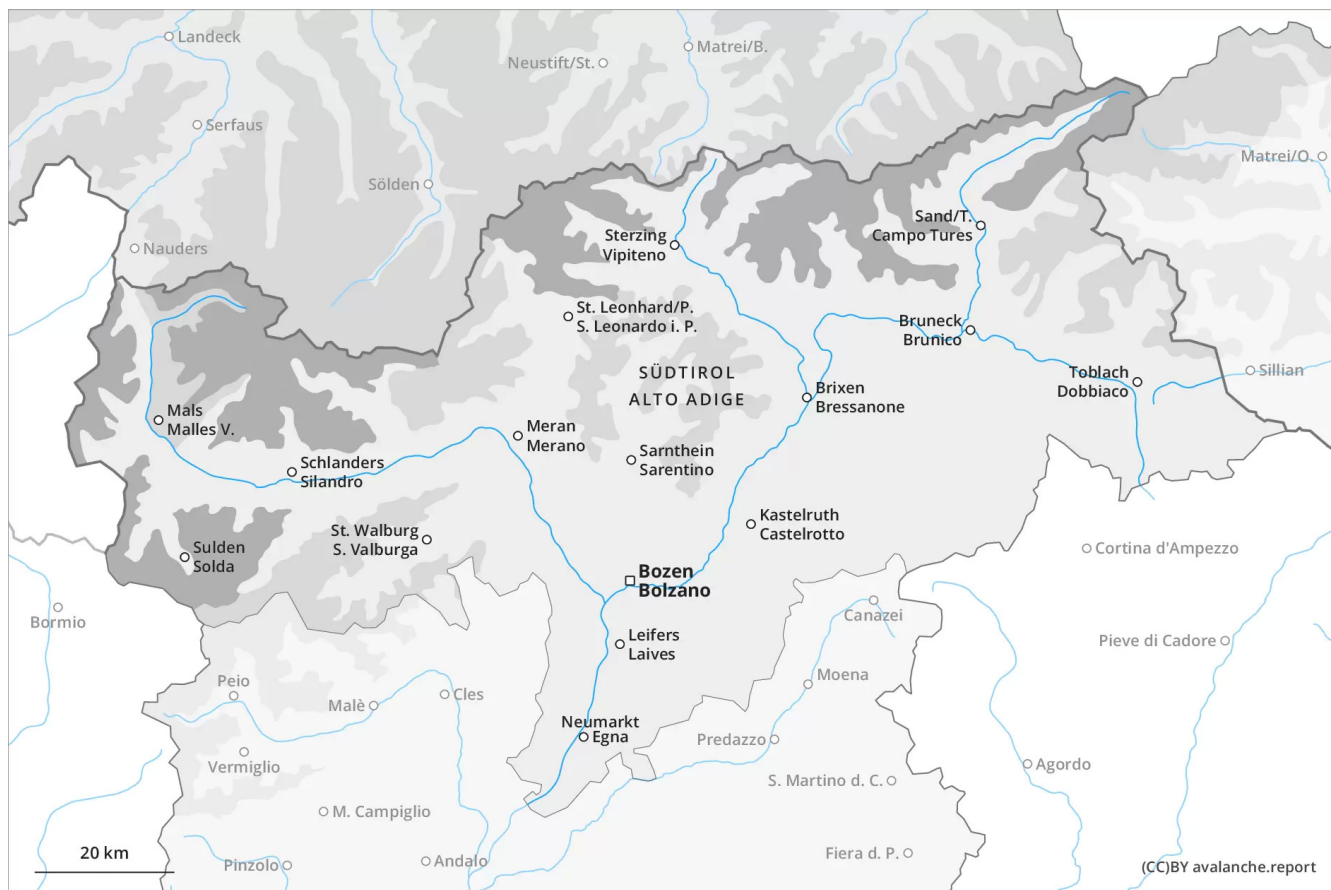 Landeck
Matrei/B.
Neustift/St.
Serfaus
Matrei/O.
Sölden
Sand/T.
Campo Tures
Sterzing
Vipiteno
Nauders
St. Leonhard/P.
S. Leonardo i. P.
Bruneck
Brunico
SÜDTIROL
ALTO ADIGE
Toblach
Dobbiaco
Sillian
Brixen
Bressanone
Mals
Malles V.
Meran
Merano
Schlanders
Silandro
Sarnthein
Sarentino
Kastelruth
Castelrotto
St. Walburg
S. Valburga
Sulden
Solda
Cortina d'Ampezzo
Bozen
Bolzano
Bormio
Canazei
Leifers
Laives
Pieve di Cadore
Peio
Malè
Cles
Moena
Neumarkt
Egna
Predazzo
Vermiglio
Agordo
S. Martino d. C.
M. Campiglio
20 km
Pinzolo
Andalo
Fiera d. P.
(CC)BY avalanche.report